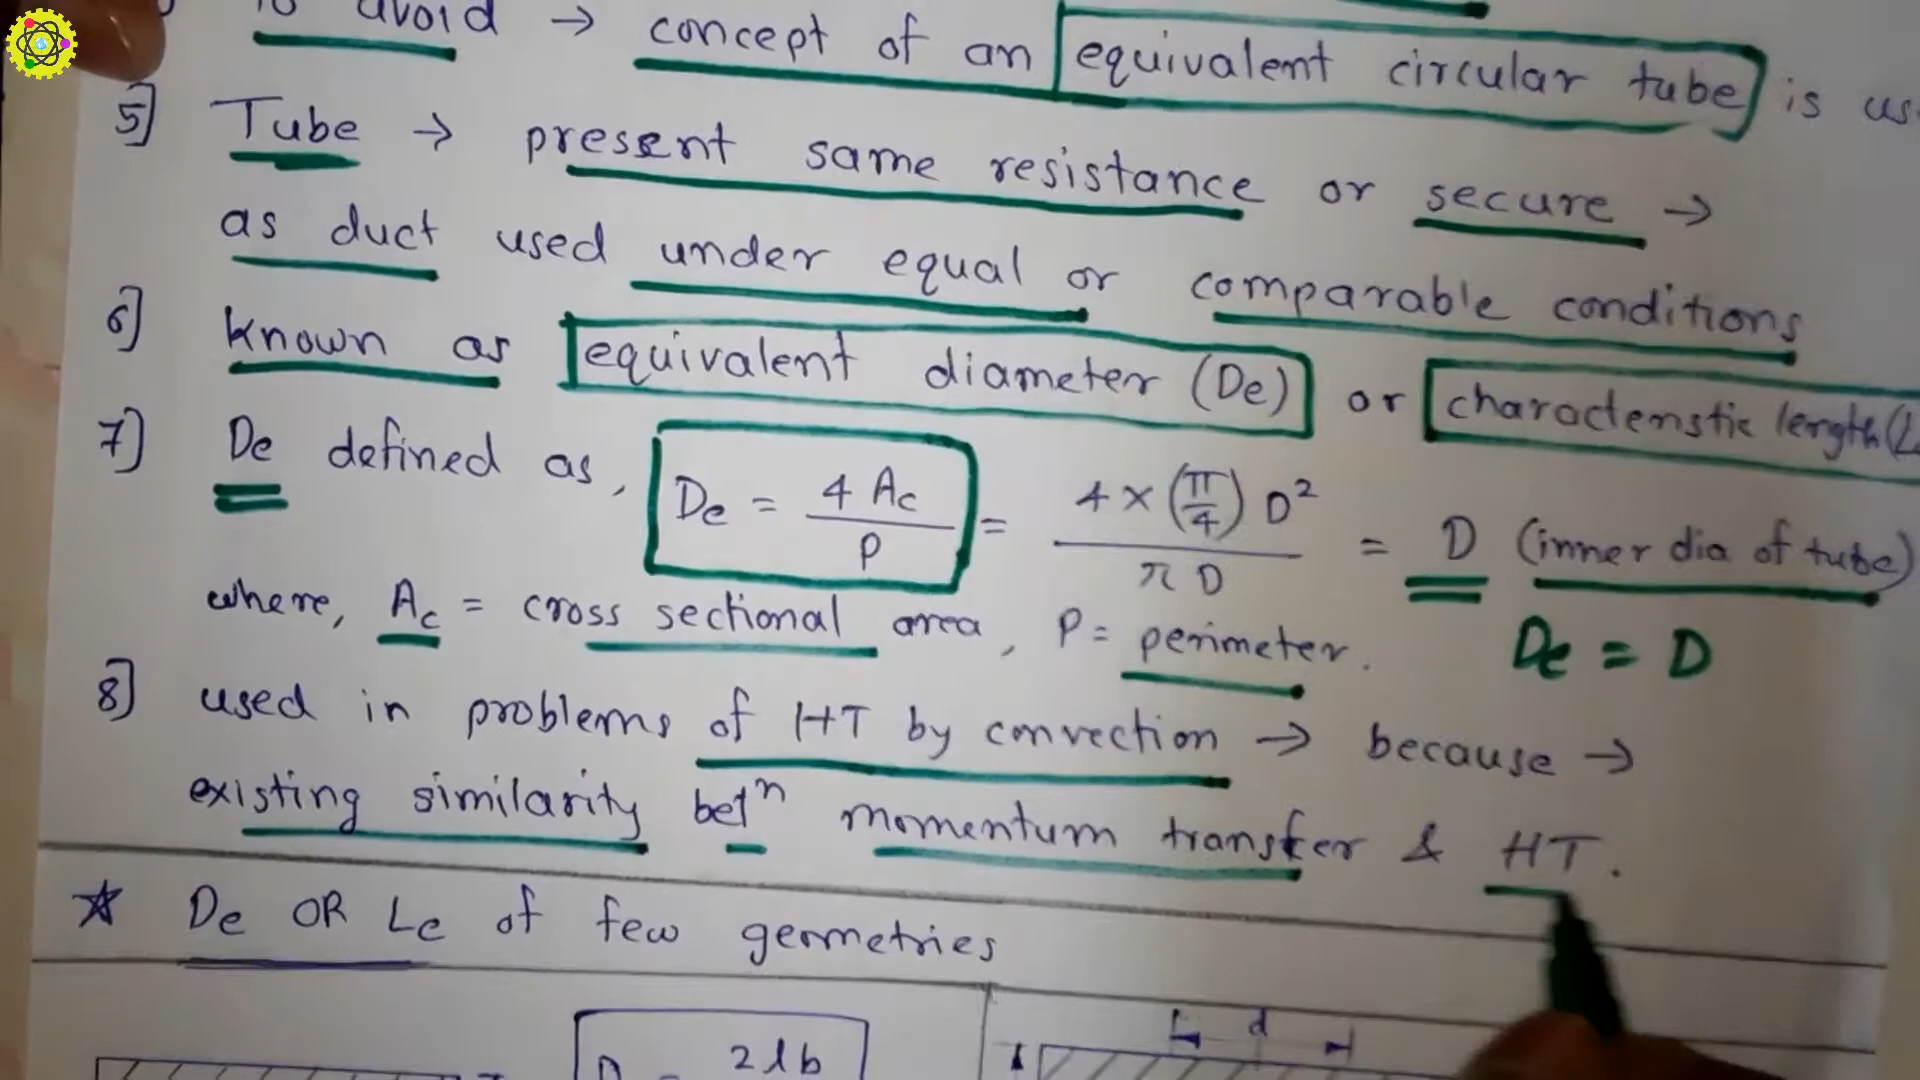 to avoid → concept of an equivalent circular tube is us
5] Tube → present same resistance or secure →
as duct used under equal or comparable conditions
6] known as equivalent diameter (De) or characteristic length (L
7] De defined as, De = 4 Ac / P = 4 × (π/4) D² / π D = D (inner dia of tube)
where, Ac = cross sectional area, P = perimeter. De = D
8] used in problems of HT by convection → because →
existing similarity betⁿ momentum transfer & HT.
☆ De OR Le of few geometries
2lb
d